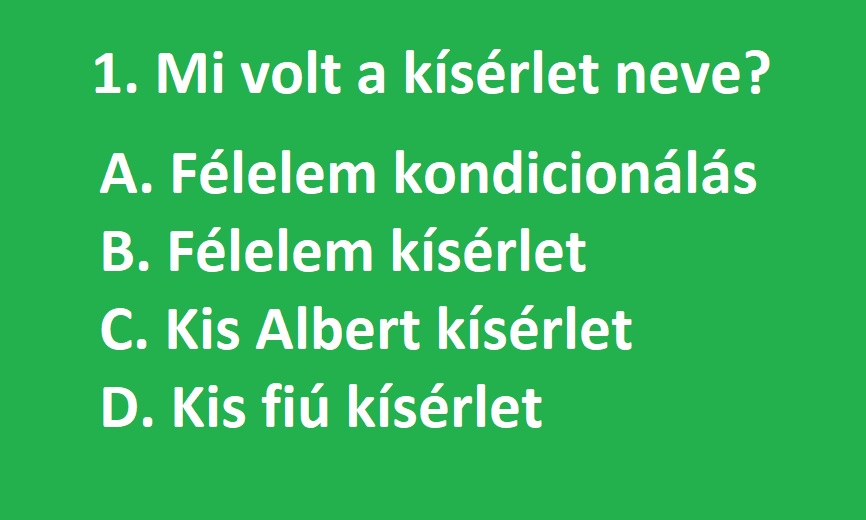 1. Mi volt a kísérlet neve?
A. Félelem kondicionálás
B. Félelem kísérlet
C. Kis Albert kísérlet
D. Kis fiú kísérlet